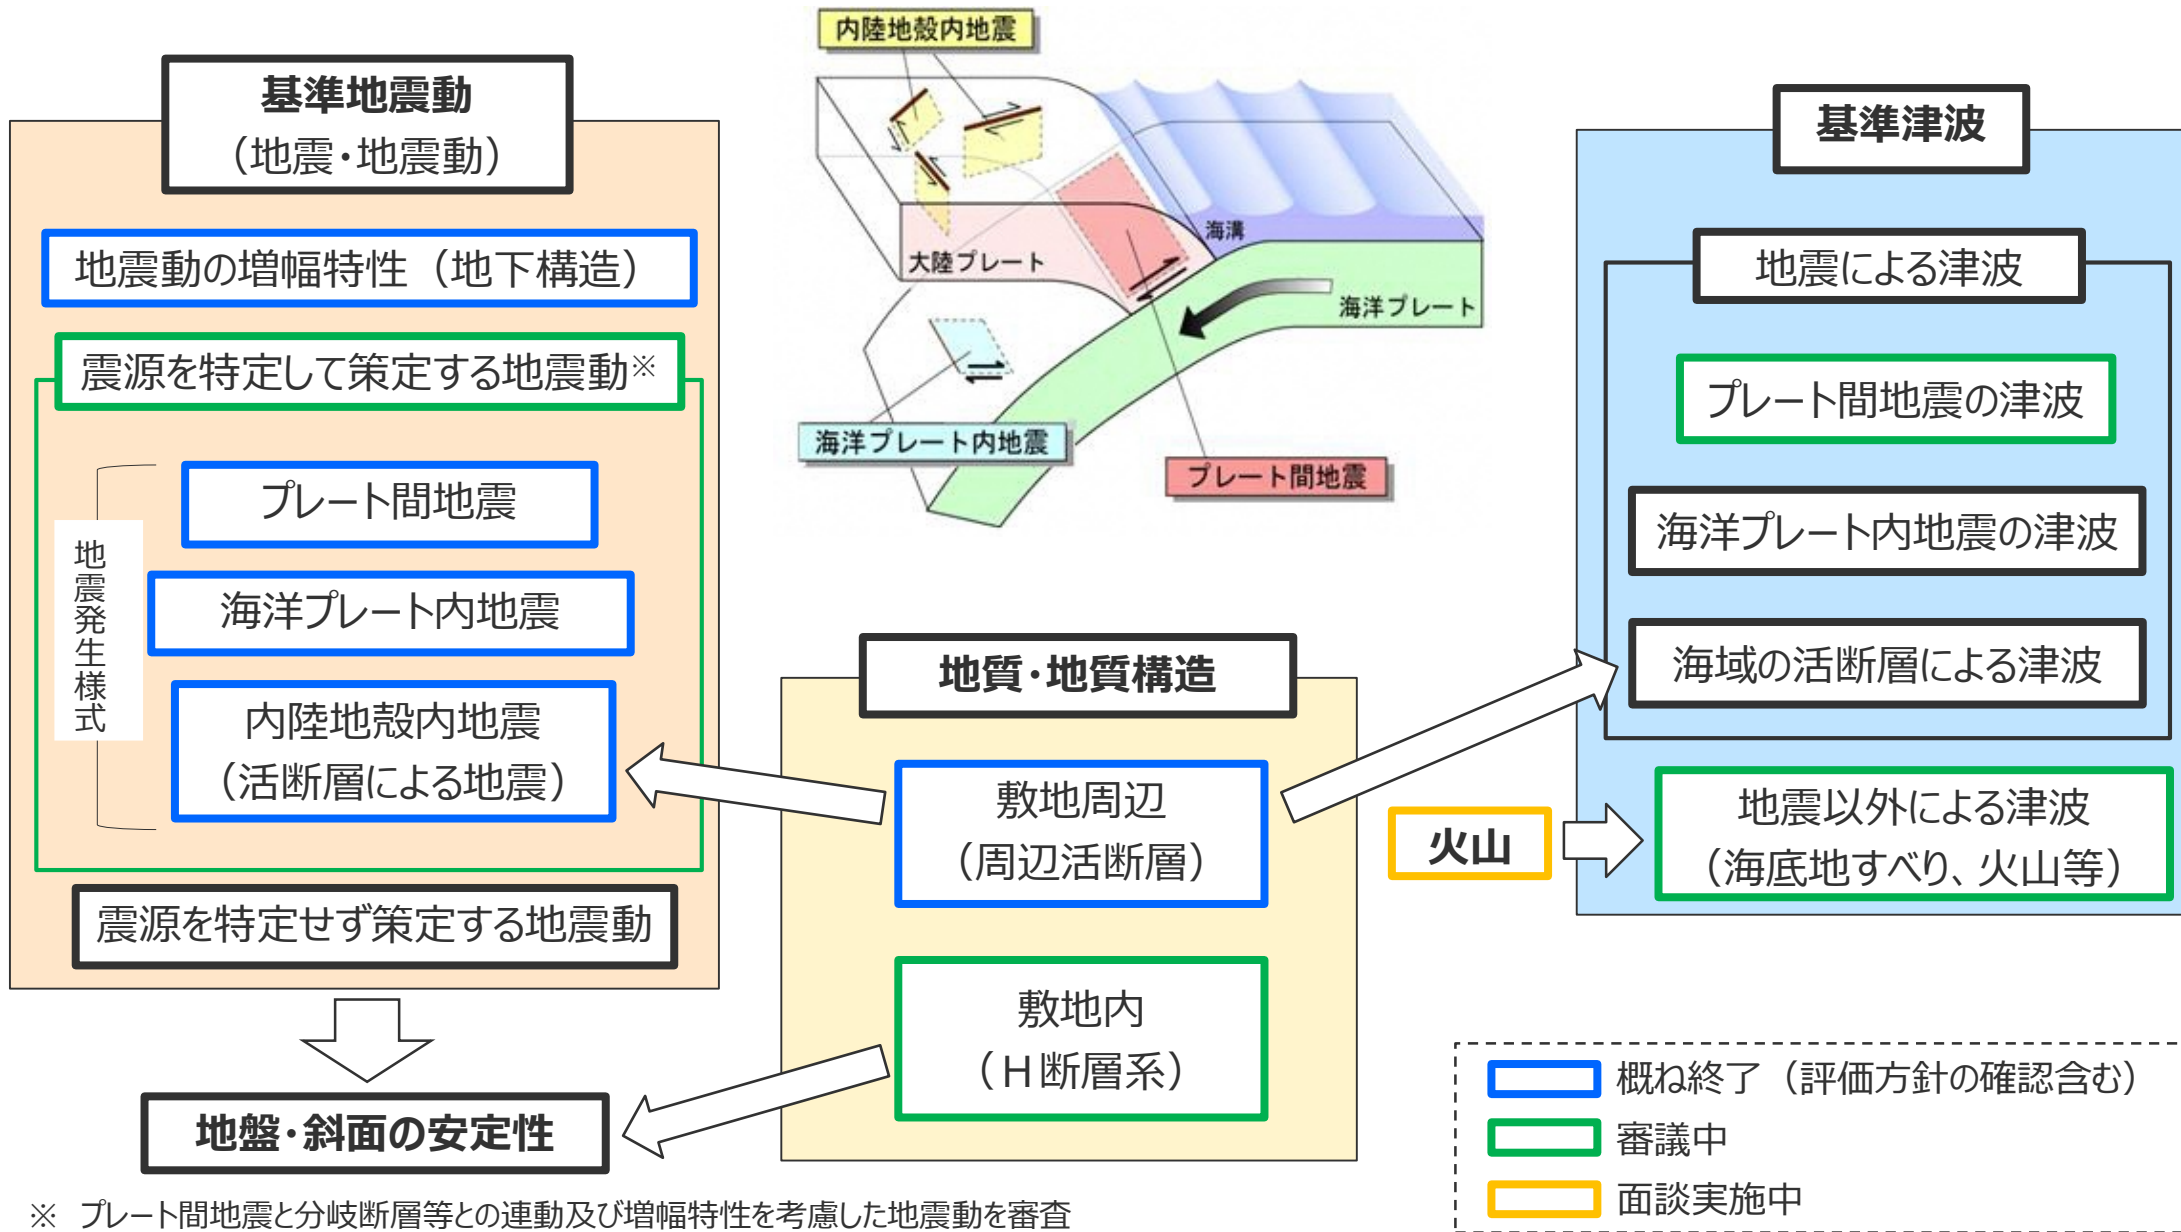 基準地震動
（地震・地震動）
地震動の増幅特性（地下構造）
震源を特定して策定する地震動※
地震発生様式
プレート間地震
海洋プレート内地震
内陸地殻内地震
（活断層による地震）
震源を特定せず策定する地震動
地盤・斜面の安定性
※　プレート間地震と分岐断層等との連動及び増幅特性を考慮した地震動を審査
内陸地殻内地震
海溝
大陸プレート
海洋プレート
海洋プレート内地震
プレート間地震
地質・地質構造
敷地周辺
（周辺活断層）
敷地内
（Ｈ断層系）
基準津波
地震による津波
プレート間地震の津波
海洋プレート内地震の津波
海域の活断層による津波
火山
地震以外による津波
（海底地すべり、火山等）
概ね終了（評価方針の確認含む）
審議中
面談実施中